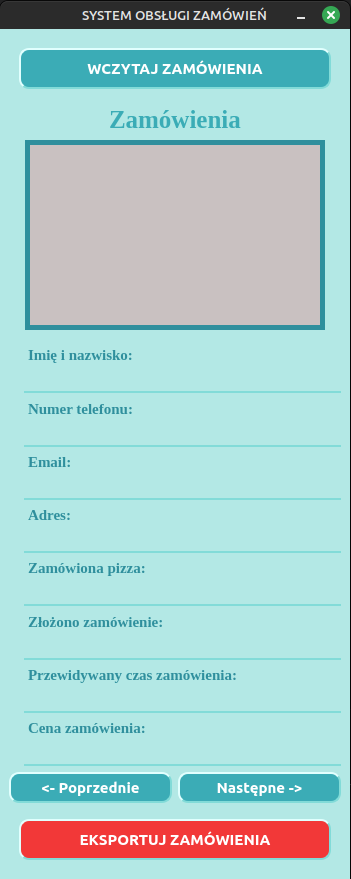 SYSTEM OBSŁUGI ZAMÓWIEŃ
WCZYTAJ ZAMÓWIENIA
Zamówienia
Imię i nazwisko:
Numer telefonu:
Email:
Adres:
Zamówiona pizza:
Złożono zamówienie:
Przewidywany czas zamówienia:
Cena zamówienia:
<- Poprzednie
Następne ->
EKSPORTUJ ZAMÓWIENIA